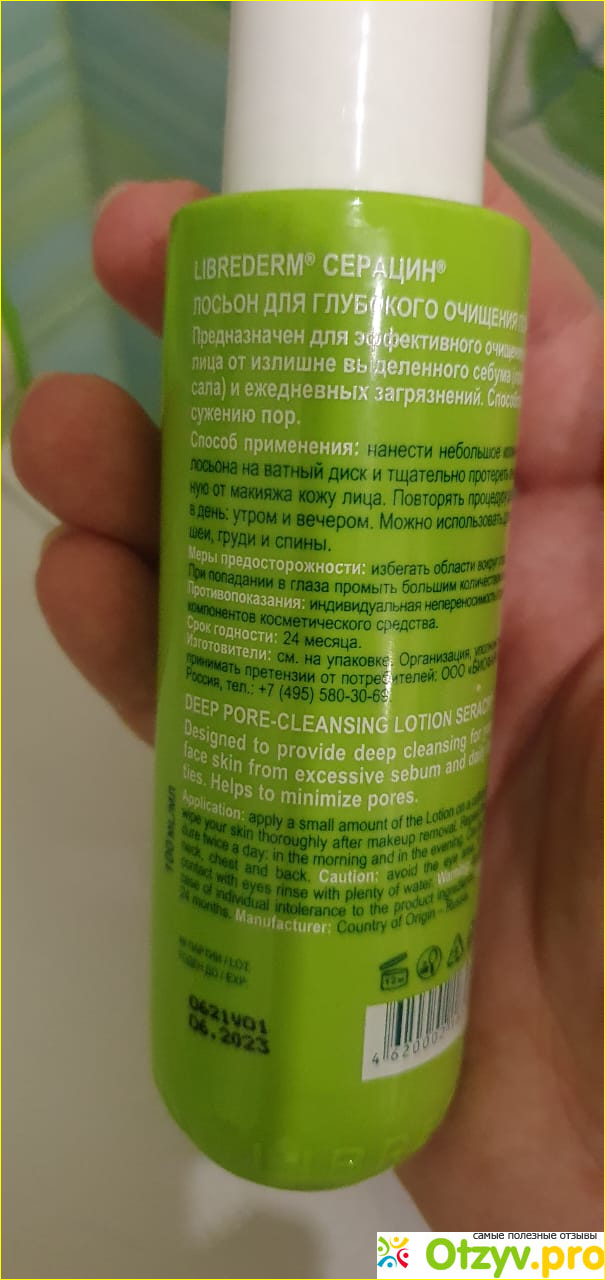 LIBREDERM® СЕРАЦИН®
ЛОСЬОН ДЛЯ ГЛУБОКОГО ОЧИЩЕНИЯ
Предназначен для эффективного
лица от излишне выделенного себума
сала) и ежедневных загрязнений.
сужению пор.
Способ применения: нанести небольшое
лосьона на ватный диск и тщательно протереть
ную от макияжа кожу лица. Повторять
в день: утром и вечером. Можно использовать
шеи, груди и спины.
Меры предосторожности: избегать области
При попадании в глаза промыть большим
Противопоказания: индивидуальная непереносимость
компонентов косметического средства.
Срок годности: 24 месяца.
Изготовители: см. на упаковке. Организация,
принимать претензии от потребителей: ООО
Россия, тел.: +7 (495) 580-30-69
DEEP PORE-CLEANSING LOTION
Designed to provide deep cleansing for
face skin from excessive sebum and
ties. Helps to minimize pores.
Application: apply a small amount of the Lotion on a
wipe your skin thoroughly after makeup removal.
dure twice a day: in the morning and in the evening.
neck, chest and back. Caution: avoid the eye
contact with eyes rinse with plenty of water.
case of individual intolerance to the product
24 months. Manufacturer: Country of Origin - Russia
100 ML/МЛ
№ ПАРТИИ / LOT
ГОДЕН ДО / EXP
0621V01
06.2023
12м
4 620002
самые полезные отзывы
Otzyv.pro